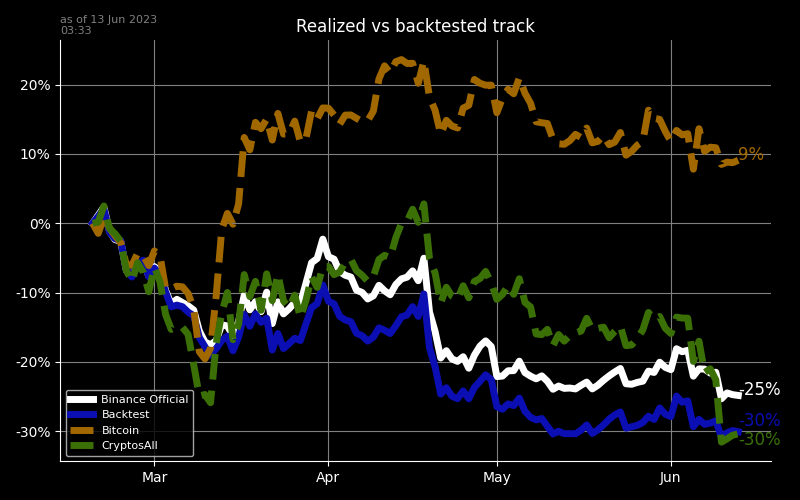 as of 13 Jun 2023
03:33
Realized vs backtested track
20%
10%
0%
-10%
-20%
-30%
9%
-25%
-30%
-30%
Binance Official
Backtest
Bitcoin
CryptosAll
Mar
Apr
May
Jun